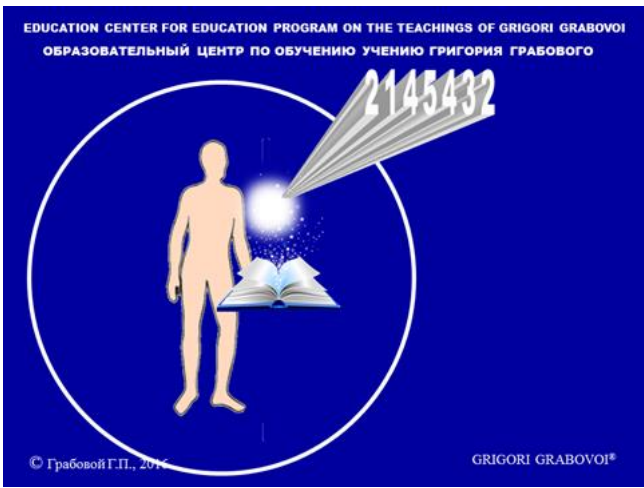 EDUCATION CENTER FOR EDUCATION PROGRAM ON THE TEACHINGS OF GRIGORI GRABOVOI
ОБРАЗОВАТЕЛЬНЫЙ ЦЕНТР ПО ОБУЧЕНИЮ УЧЕНИЮ ГРИГОРИЯ ГРАБОВОГО
2145432
© Грабовой Г.П., 2016
GRIGORI GRABOVOI®